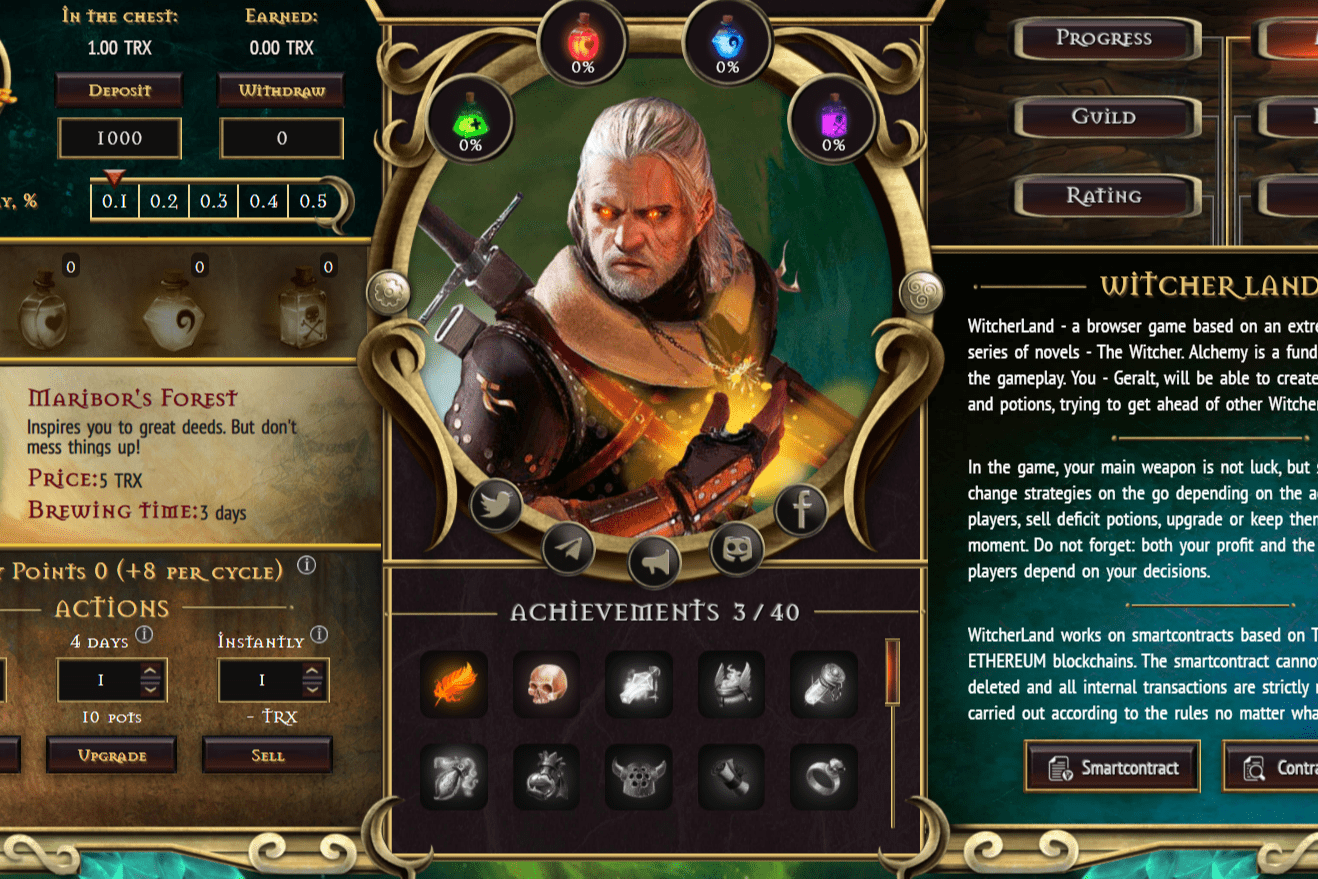 In the chest:
Earned:
1.00 TRX
0.00 TRX
Deposit
Withdraw
1000
0
%
0.1 0.2 0.3 0.4 0.5
0
0
0
Maribor's Forest
Inspires you to great deeds. But don't
mess things up!
Price:5 TRX
Brewing time:3 days
Points 0 (+8 per cycle)
Actions
4 days
Instantly
1
1
10 pots
- TRX
Upgrade
Sell
0%
0%
0%
0%
Achievements 3/40
Progress
Guild
Rating
Witcher Land
WitcherLand - a browser game based on an
series of novels - The Witcher. Alchemy is a
the gameplay. You - Geralt, will be able to create
and potions, trying to get ahead of other
In the game, your main weapon is not luck, but
change strategies on the go depending on the
players, sell deficit potions, upgrade or keep
moment. Do not forget: both your profit and the
players depend on your decisions.
WitcherLand works on smartcontracts based on
ETHEREUM blockchains. The smartcontract
deleted and all internal transactions are strictly
carried out according to the rules no matter
Smartcontract